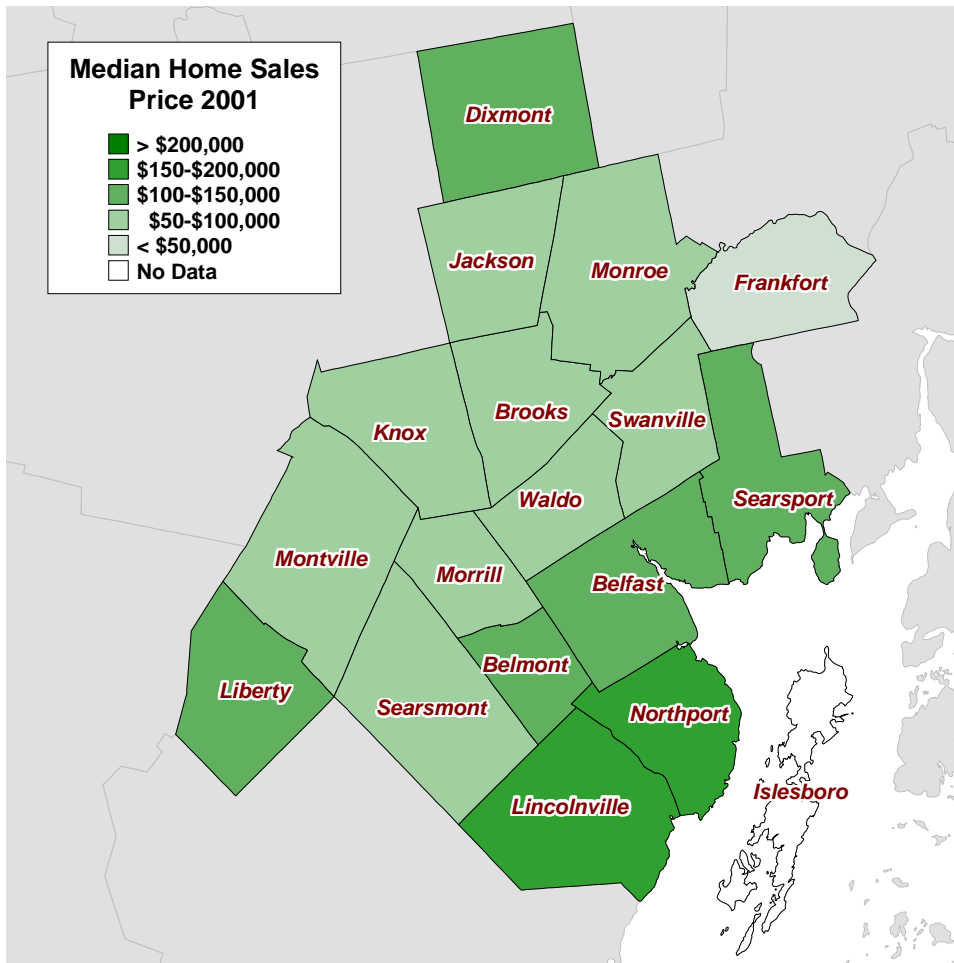 Median Home Sales
Price 2001
> $200,000
$150-$200,000
$100-$150,000
$50-$100,000
< $50,000
No Data
Dixmont
Jackson
Monroe
Frankfort
Brooks
Swanville
Knox
Waldo
Searsport
Montville
Morrill
Belfast
Belmont
Liberty
Searsmont
Northport
Islesboro
Lincolnville